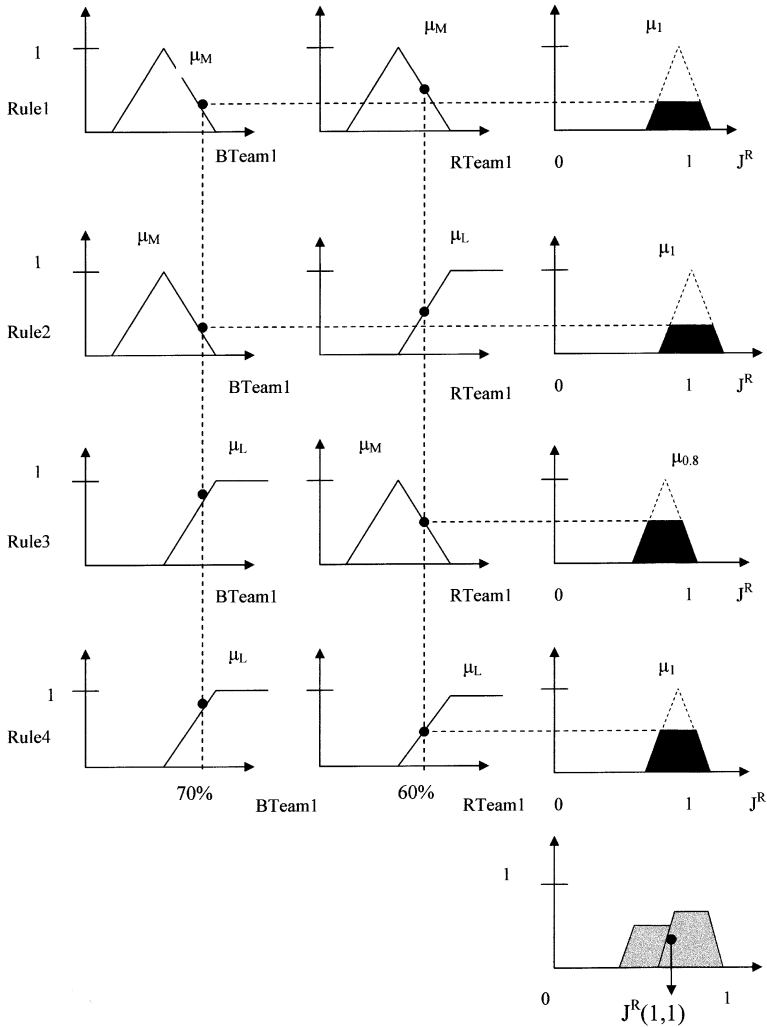 μM μM μ1
1
Rule1
BTeam1 RTeam1 0 1 J^R
μM μL μ1
1
Rule2
BTeam1 RTeam1 0 1 J^R
μL μM μ0.8
1
Rule3
BTeam1 RTeam1 0 1 J^R
μL μL μ1
1
Rule4
70% BTeam1 60% RTeam1 0 1 J^R
1
0 1
J^R(1,1)